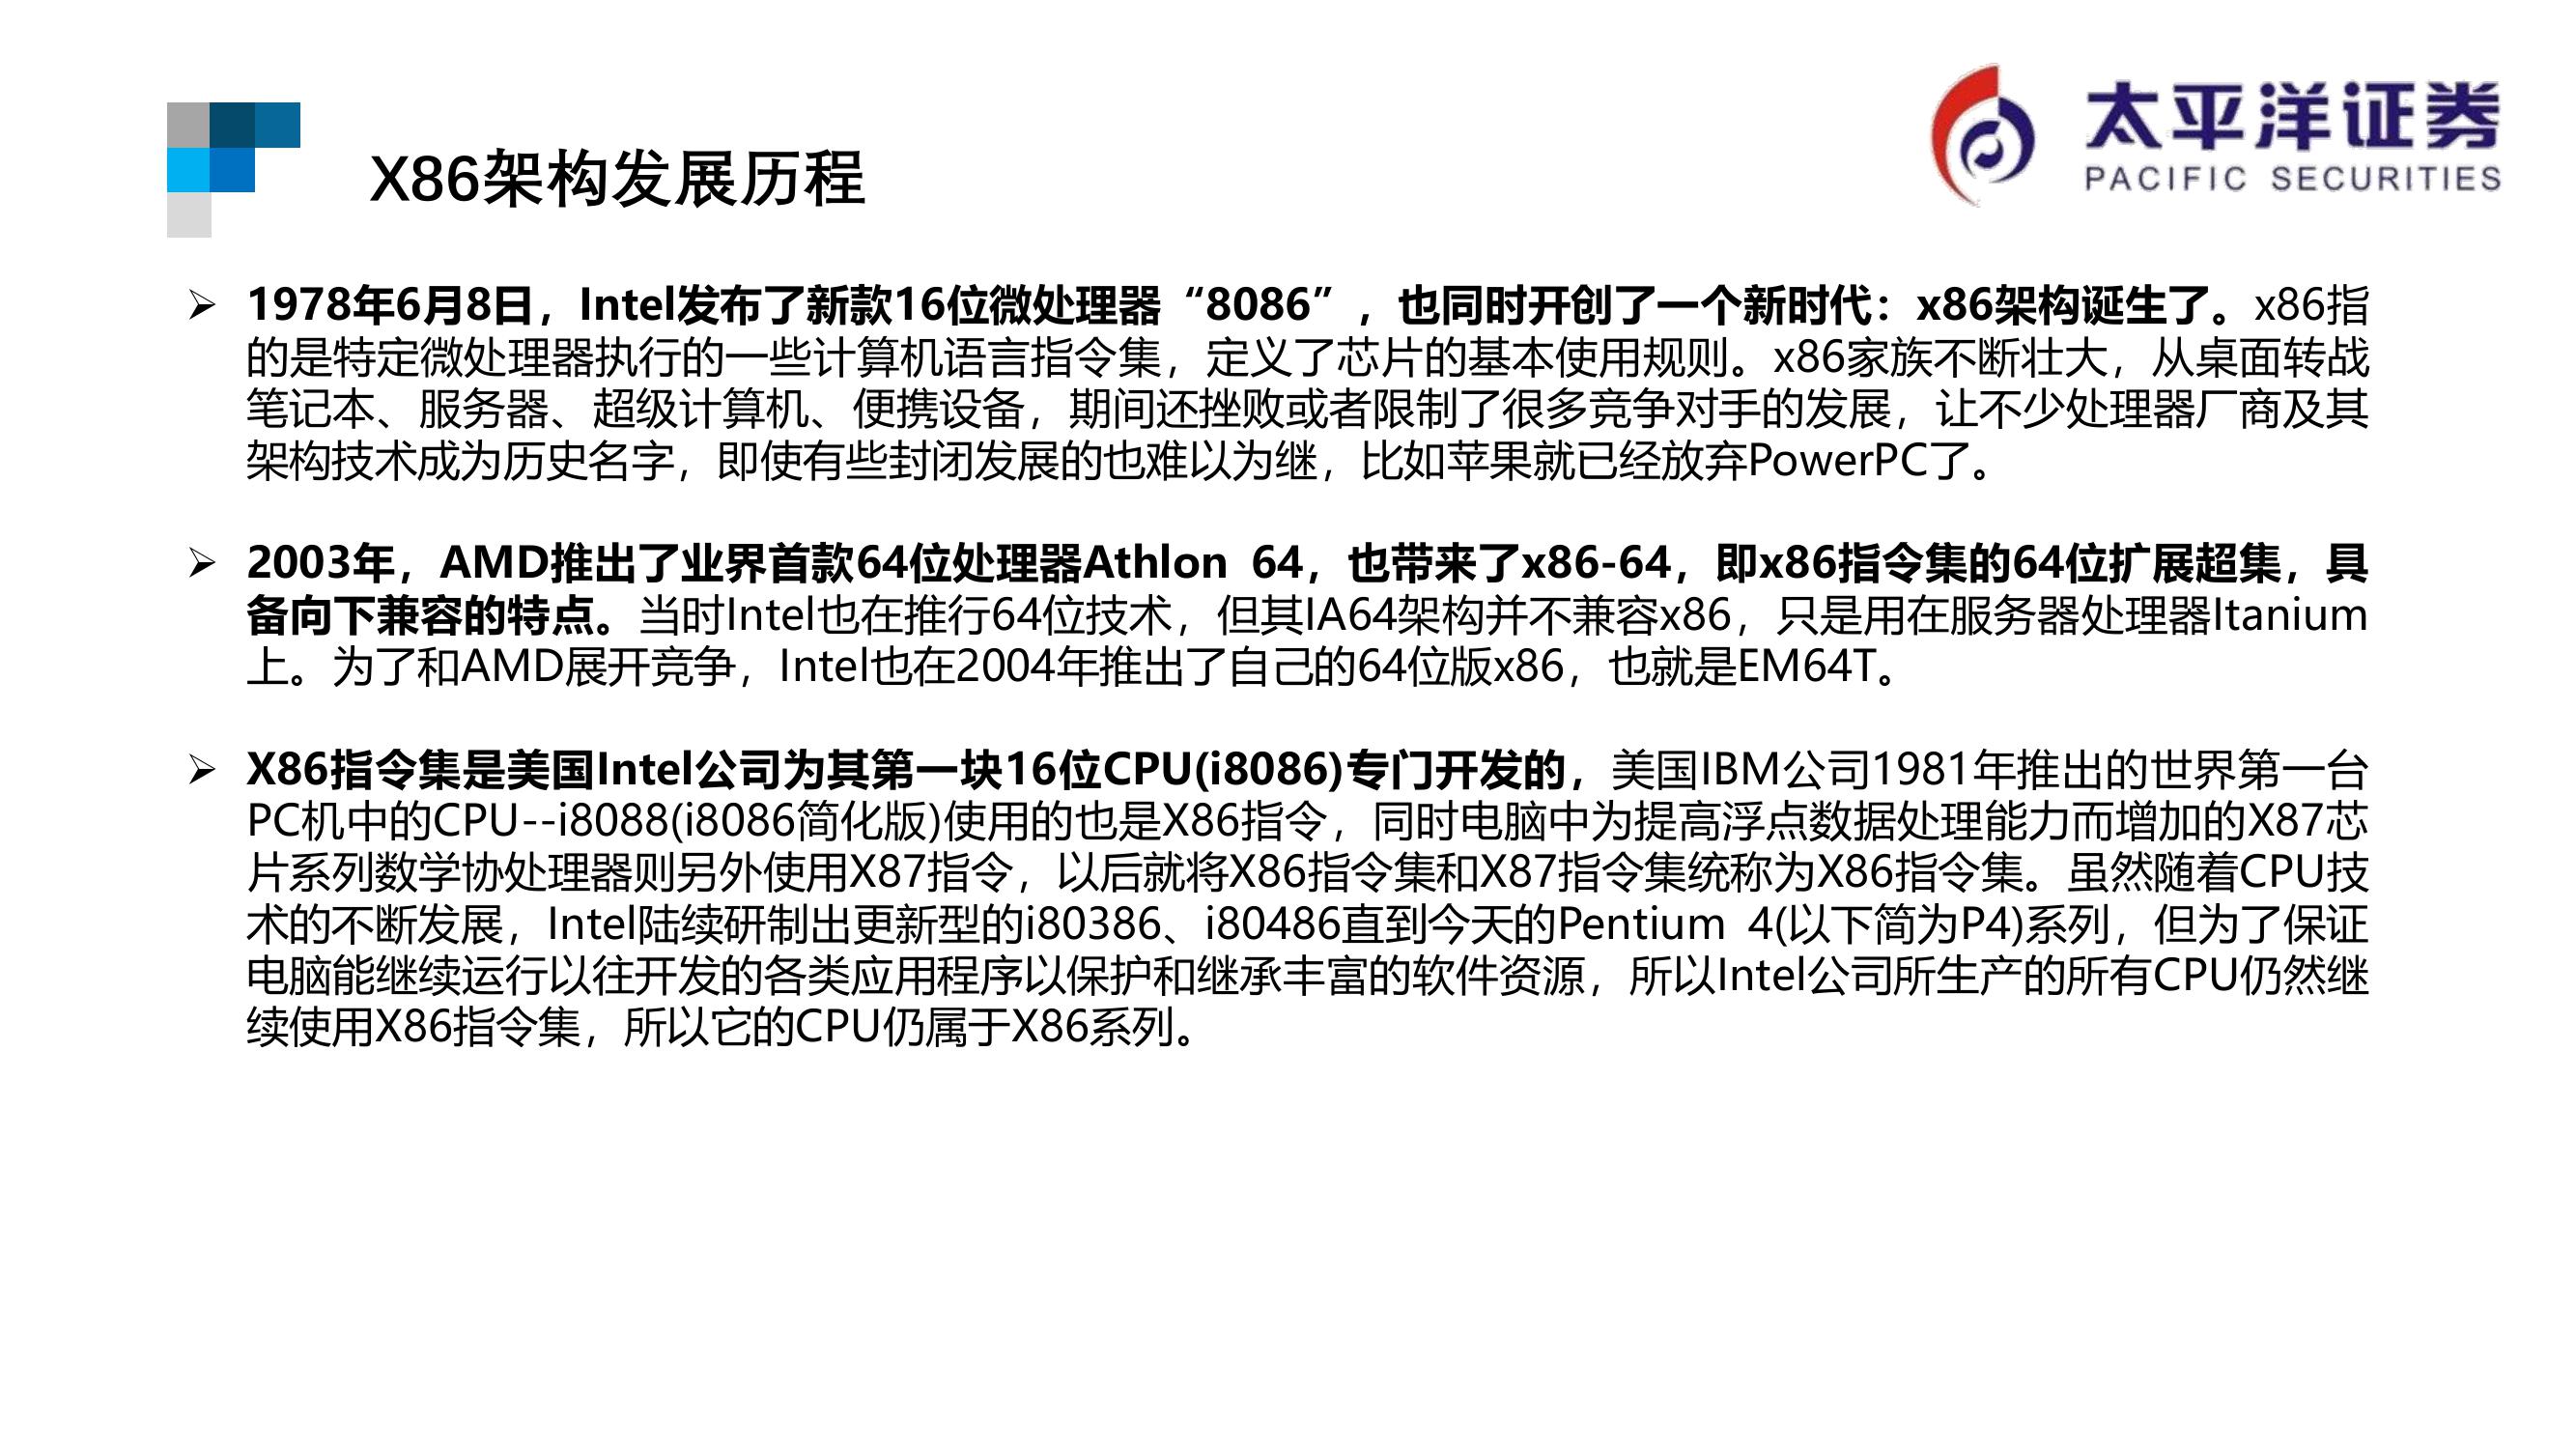 太平洋证券
PACIFIC SECURITIES
X86架构发展历程
➢ 1978年6月8日，Intel发布了新款16位微处理器“8086”，也同时开创了一个新时代：x86架构诞生了。x86指
的是特定微处理器执行的一些计算机语言指令集，定义了芯片的基本使用规则。x86家族不断壮大，从桌面转战
笔记本、服务器、超级计算机、便携设备，期间还挫败或者限制了很多竞争对手的发展，让不少处理器厂商及其
架构技术成为历史名字，即使有些封闭发展的也难以为继，比如苹果就已经放弃PowerPC了。
➢ 2003年，AMD推出了业界首款64位处理器Athlon 64，也带来了x86-64，即x86指令集的64位扩展超集，具
备向下兼容的特点。当时Intel也在推行64位技术，但其IA64架构并不兼容x86，只是用在服务器处理器Itanium
上。为了和AMD展开竞争，Intel也在2004年推出了自己的64位版x86，也就是EM64T。
➢ X86指令集是美国Intel公司为其第一块16位CPU(i8086)专门开发的，美国IBM公司1981年推出的世界第一台
PC机中的CPU--i8088(i8086简化版)使用的也是X86指令，同时电脑中为提高浮点数据处理能力而增加的X87芯
片系列数学协处理器则另外使用X87指令，以后就将X86指令集和X87指令集统称为X86指令集。虽然随着CPU技
术的不断发展，Intel陆续研制出更新型的i80386、i80486直到今天的Pentium 4(以下简为P4)系列，但为了保证
电脑能继续运行以往开发的各类应用程序以保护和继承丰富的软件资源，所以Intel公司所生产的所有CPU仍然继
续使用X86指令集，所以它的CPU仍属于X86系列。